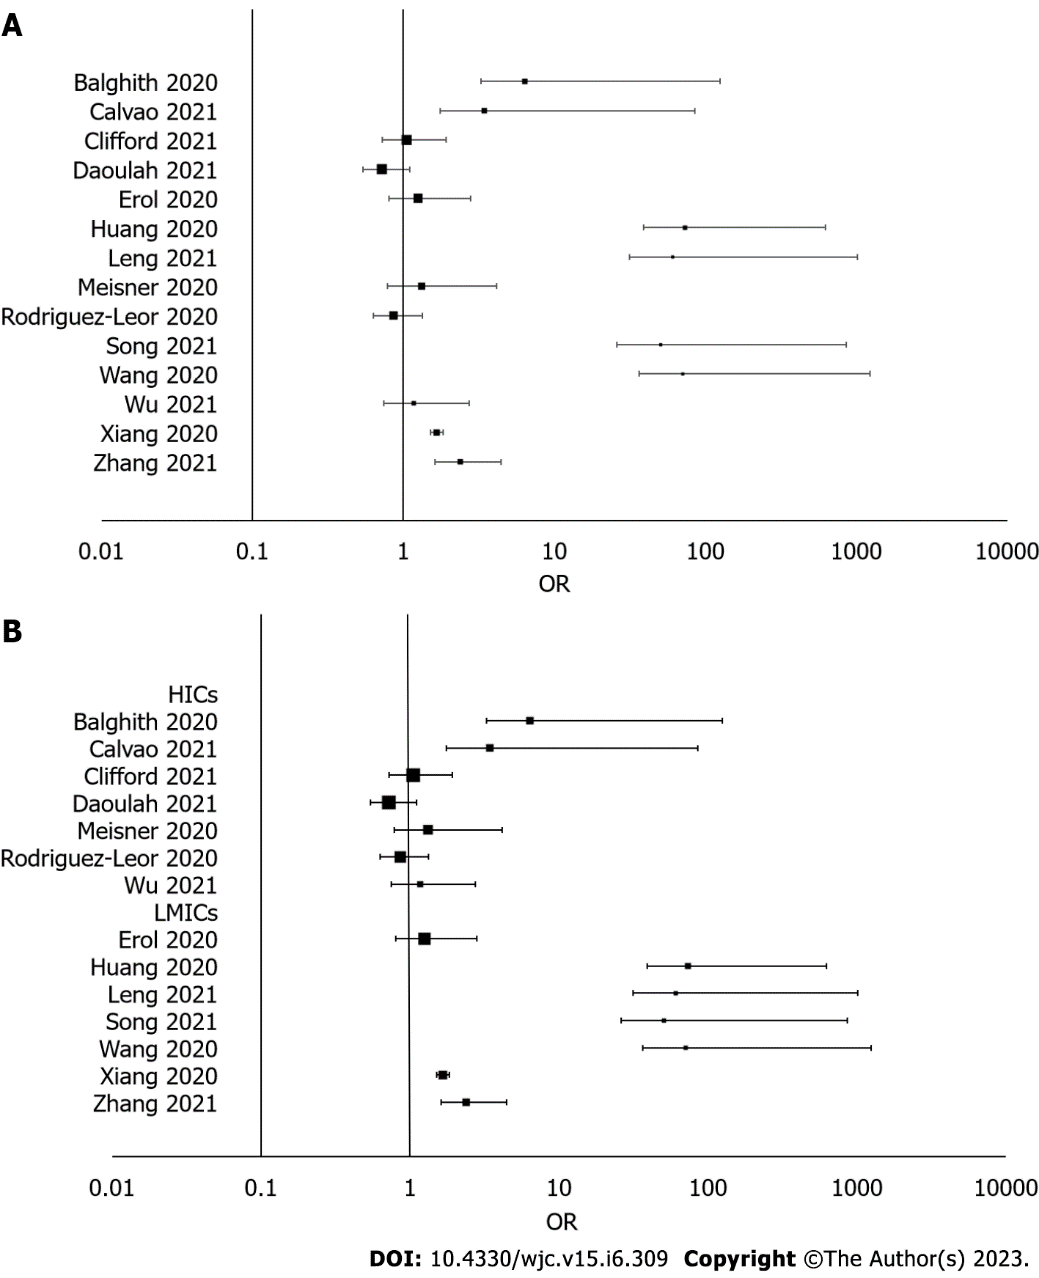 A
Balghith 2020
Calvao 2021
Clifford 2021
Daoulah 2021
Erol 2020
Huang 2020
Leng 2021
Meisner 2020
Rodriguez-Leor 2020
Song 2021
Wang 2020
Wu 2021
Xiang 2020
Zhang 2021
0.01 0.1 1 10 100 1000 10000
OR
B
HICs
Balghith 2020
Calvao 2021
Clifford 2021
Daoulah 2021
Meisner 2020
Rodriguez-Leor 2020
Wu 2021
LMICs
Erol 2020
Huang 2020
Leng 2021
Song 2021
Wang 2020
Xiang 2020
Zhang 2021
0.01 0.1 1 10 100 1000 10000
OR
DOI: 10.4330/wjc.v15.i6.309 Copyright ©The Author(s) 2023.